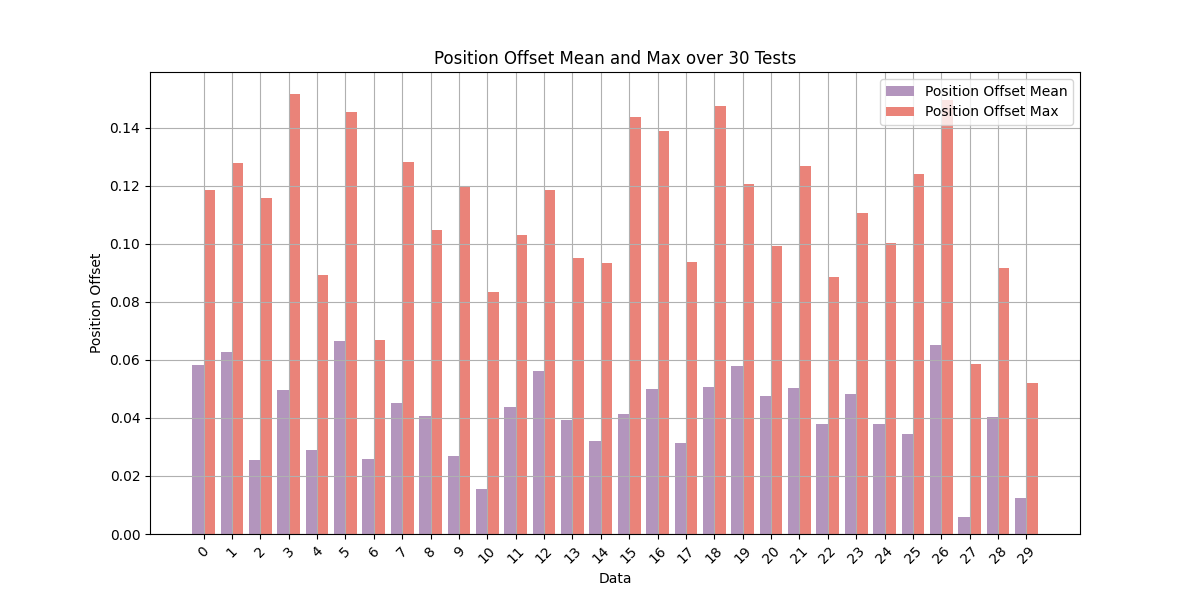 Position Offset Mean and Max over 30 Tests
Position Offset Mean
Position Offset Max
Position Offset
0.14
0.12
0.10
0.08
0.06
0.04
0.02
0.00
0 1 2 3 4 5 6 7 8 9 10 11 12 13 14 15 16 17 18 19 20 21 22 23 24 25 26 27 28 29
Data